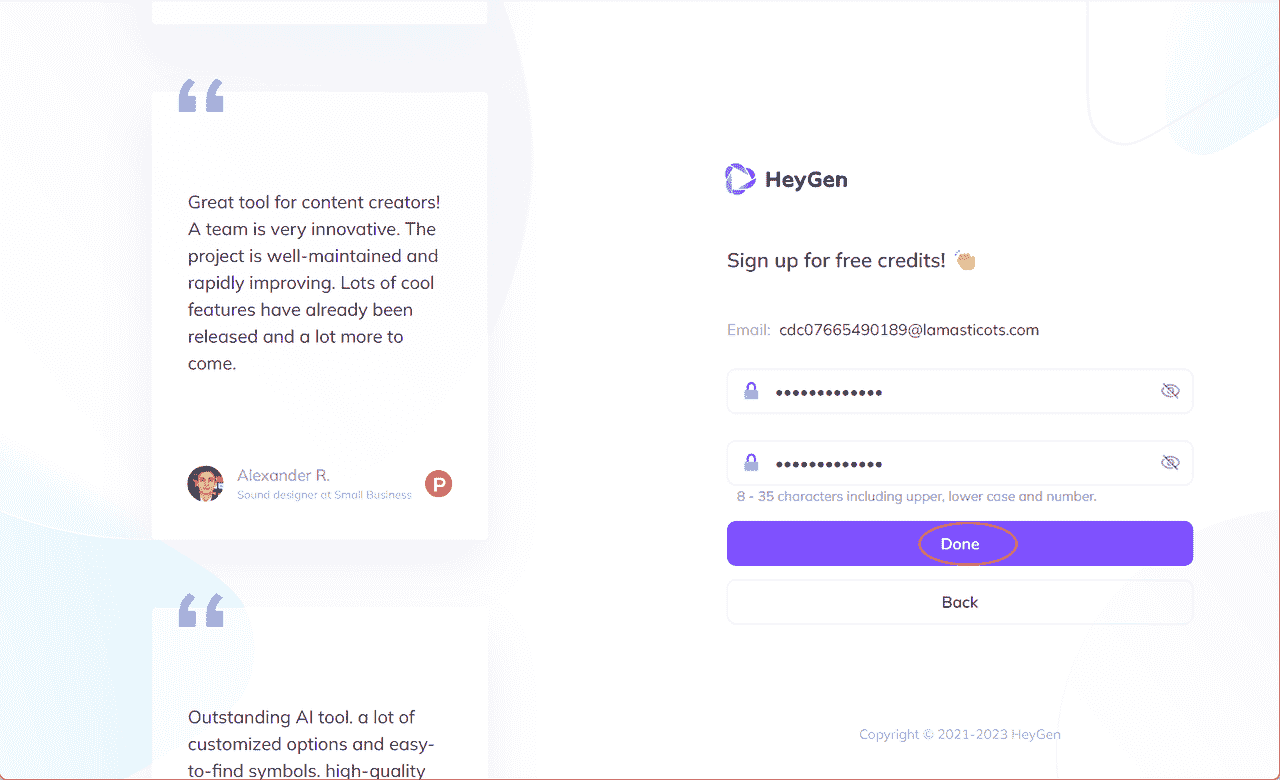 Great tool for content creators!
A team is very innovative. The
project is well-maintained and
rapidly improving. Lots of cool
features have already been
released and a lot more to
come.
Alexander R.
Sound designer at Small Business
P
Outstanding AI tool. a lot of
customized options and easy-
to-find symbols. high-quality
HeyGen
Sign up for free credits! 👏🏼
Email: cdc07665490189@lamasticots.com
•••••••••••••
•••••••••••••
8 - 35 characters including upper, lower case and number.
Done
Back
Copyright © 2021-2023 HeyGen